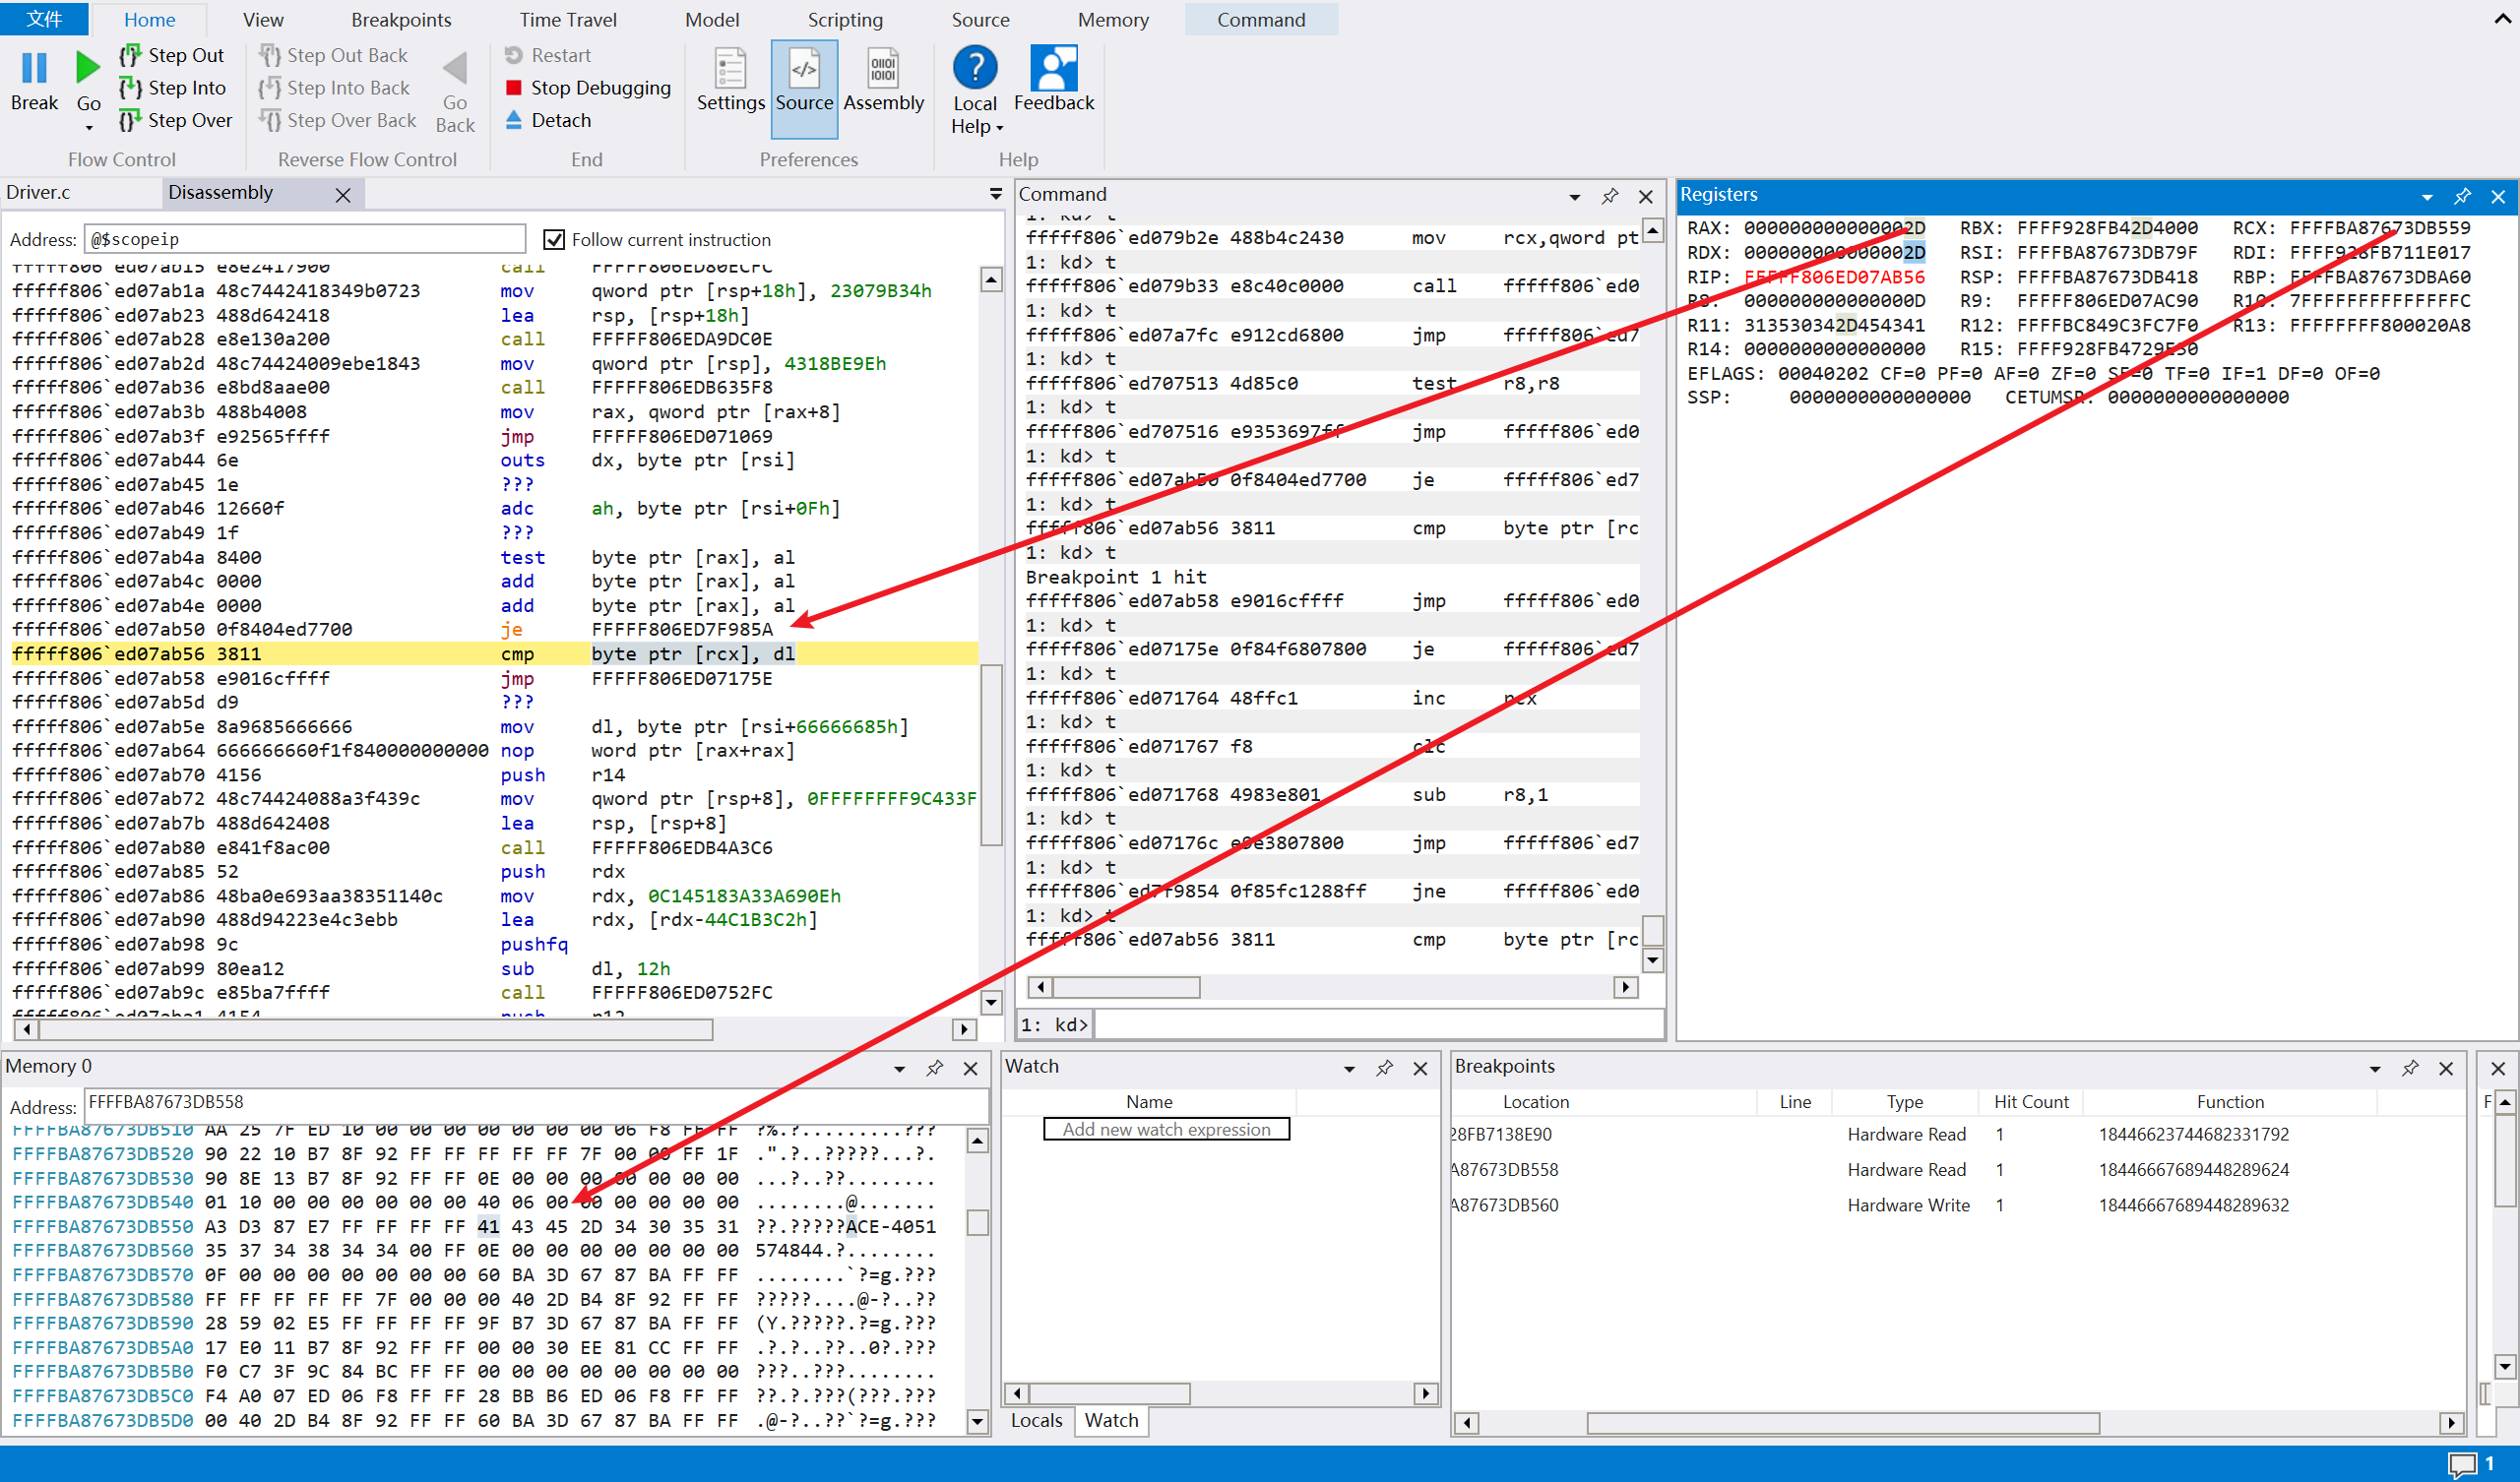 文件 Home View Breakpoints Time Travel Model Scripting Source Memory Command
Break
Go
Step Out
Step Into
Step Over
Flow Control
Step Out Back
Step Into Back
Step Over Back
Go Back
Reverse Flow Control
Restart
Stop Debugging
Detach
End
Settings Source Assembly
Preferences
Local Help
Feedback
Help
Driver.c Disassembly
Address: @$scopeip Follow current instruction
fffff806`ed07ab15 e8e2417900 call FFFFF806ED80ECFC
fffff806`ed07ab1a 48c7442418349b0723 mov qword ptr [rsp+18h], 23079B34h
fffff806`ed07ab23 488d642418 lea rsp, [rsp+18h]
fffff806`ed07ab28 e8e130a200 call FFFFF806EDA9DC0E
fffff806`ed07ab2d 48c74424009ebe1843 mov qword ptr [rsp], 4318BE9Eh
fffff806`ed07ab36 e8bd8aae00 call FFFFF806EDB635F8
fffff806`ed07ab3b 488b4008 mov rax, qword ptr [rax+8]
fffff806`ed07ab3f e92565ffff jmp FFFFF806ED071069
fffff806`ed07ab44 6e outs dx, byte ptr [rsi]
fffff806`ed07ab45 1e ???
fffff806`ed07ab46 12660f adc ah, byte ptr [rsi+0Fh]
fffff806`ed07ab49 1f ???
fffff806`ed07ab4a 8400 test byte ptr [rax], al
fffff806`ed07ab4c 0000 add byte ptr [rax], al
fffff806`ed07ab4e 0000 add byte ptr [rax], al
fffff806`ed07ab50 0f8404ed7700 je FFFFF806ED7F985A
fffff806`ed07ab56 3811 cmp byte ptr [rcx], dl
fffff806`ed07ab58 e9016cffff jmp FFFFF806ED07175E
fffff806`ed07ab5d d9 ???
fffff806`ed07ab5e 8a9685666666 mov dl, byte ptr [rsi+66666685h]
fffff806`ed07ab64 666666660f1f840000000000 nop word ptr [rax+rax]
fffff806`ed07ab70 4156 push r14
fffff806`ed07ab72 48c74424088a3f439c mov qword ptr [rsp+8], 0FFFFFFFF9C433F
fffff806`ed07ab7b 488d642408 lea rsp, [rsp+8]
fffff806`ed07ab80 e841f8ac00 call FFFFF806EDB4A3C6
fffff806`ed07ab85 52 push rdx
fffff806`ed07ab86 48ba0e693aa38351140c mov rdx, 0C145183A33A690Eh
fffff806`ed07ab90 488d94223e4c3ebb lea rdx, [rdx-44C1B3C2h]
fffff806`ed07ab98 9c pushfq
fffff806`ed07ab99 80ea12 sub dl, 12h
fffff806`ed07ab9c e85ba7ffff call FFFFF806ED0752FC
fffff806`ed07aba1 4154 push r12
Command
1: kd> t
fffff806`ed079b2e 488b4c2430 mov rcx,qword pt
1: kd> t
fffff806`ed079b33 e8c40c0000 call fffff806`ed0
1: kd> t
fffff806`ed07a7fc e912cd6800 jmp fffff806`ed7
1: kd> t
fffff806`ed707513 4d85c0 test r8,r8
1: kd> t
fffff806`ed707516 e9353697ff jmp fffff806`ed0
1: kd> t
fffff806`ed07ab50 0f8404ed7700 je fffff806`ed7
1: kd> t
fffff806`ed07ab56 3811 cmp byte ptr [rc
1: kd> t
Breakpoint 1 hit
fffff806`ed07ab58 e9016cffff jmp fffff806`ed0
1: kd> t
fffff806`ed07175e 0f84f6807800 je fffff806`ed7
1: kd> t
fffff806`ed071764 48ffc1 inc rcx
1: kd> t
fffff806`ed071767 f8 clc
1: kd> t
fffff806`ed071768 4983e801 sub r8,1
1: kd> t
fffff806`ed07176c e9e3807800 jmp fffff806`ed7
1: kd> t
fffff806`ed7f9854 0f85fc1288ff jne fffff806`ed0
1: kd> t
fffff806`ed07ab56 3811 cmp byte ptr [rc
1: kd>
Registers
RAX: 000000000000002D RBX: FFFF928FB42D4000 RCX: FFFFBA87673DB559
RDX: 000000000000002D RSI: FFFFBA87673DB79F RDI: FFFF928FB711E017
RIP: FFFFF806ED07AB56 RSP: FFFFBA87673DB418 RBP: FFFFBA87673DBA60
R8: 000000000000000D R9: FFFFF806ED07AC90 R10: 7FFFFFFFFFFFFFFC
R11: 313530342D454341 R12: FFFFBC849C3FC7F0 R13: FFFFFFFF800020A8
R14: 0000000000000000 R15: FFFF928FB4729E30
EFLAGS: 00040202 CF=0 PF=0 AF=0 ZF=0 SF=0 TF=0 IF=1 DF=0 OF=0
SSP: 0000000000000000 CETUMSR: 0000000000000000
Memory 0
Address: FFFFBA87673DB558
FFFFBA87673DB510 AA 25 7F ED 10 00 00 00 00 00 00 00 06 F8 FF FF ?%.?.........???
FFFFBA87673DB520 90 22 10 B7 8F 92 FF FF FF FF FF 7F 00 00 FF 1F .".?..?????...?.
FFFFBA87673DB530 90 8E 13 B7 8F 92 FF FF 0E 00 00 00 00 00 00 00 ...?..??........
FFFFBA87673DB540 01 10 00 00 00 00 00 00 40 06 00 00 00 00 00 00 ........@.......
FFFFBA87673DB550 A3 D3 87 E7 FF FF FF FF 41 43 45 2D 34 30 35 31 ??.?????ACE-4051
FFFFBA87673DB560 35 37 34 38 34 34 00 FF 0E 00 00 00 00 00 00 00 574844.?........
FFFFBA87673DB570 0F 00 00 00 00 00 00 00 60 BA 3D 67 87 BA FF FF ........`?=g.???
FFFFBA87673DB580 FF FF FF FF FF 7F 00 00 00 40 2D B4 8F 92 FF FF ?????....@-?..??
FFFFBA87673DB590 28 59 02 E5 FF FF FF FF 9F B7 3D 67 87 BA FF FF (Y.?????.?=g.???
FFFFBA87673DB5A0 17 E0 11 B7 8F 92 FF FF 00 00 30 EE 81 CC FF FF .?.?..??..0?.???
FFFFBA87673DB5B0 F0 C7 3F 9C 84 BC FF FF 00 00 00 00 00 00 00 00 ???..???........
FFFFBA87673DB5C0 F4 A0 07 ED 06 F8 FF FF 28 BB B6 ED 06 F8 FF FF ??.?.???(???.???
FFFFBA87673DB5D0 00 40 2D B4 8F 92 FF FF 60 BA 3D 67 87 BA FF FF .@-?..??`?=g.???
Watch
Name
Add new watch expression
Locals Watch
Breakpoints
Location Line Type Hit Count Function
28FB7138E90 Hardware Read 1 18446623744682331792
A87673DB558 Hardware Read 1 18446667689448289624
A87673DB560 Hardware Write 1 18446667689448289632
F
1